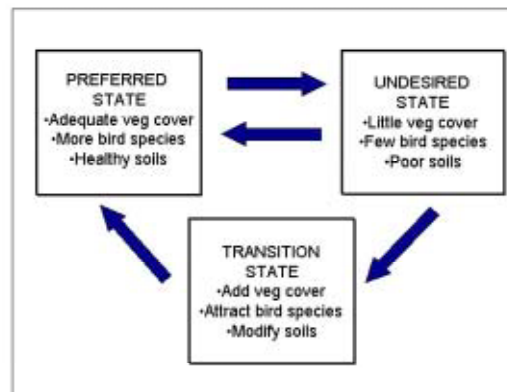 PREFERRED
STATE
•Adequate veg cover
•More bird species
•Healthy soils
UNDESIRED
STATE
•Little veg cover
•Few bird species
•Poor soils
TRANSITION
STATE
•Add veg cover
•Attract bird species
•Modify soils